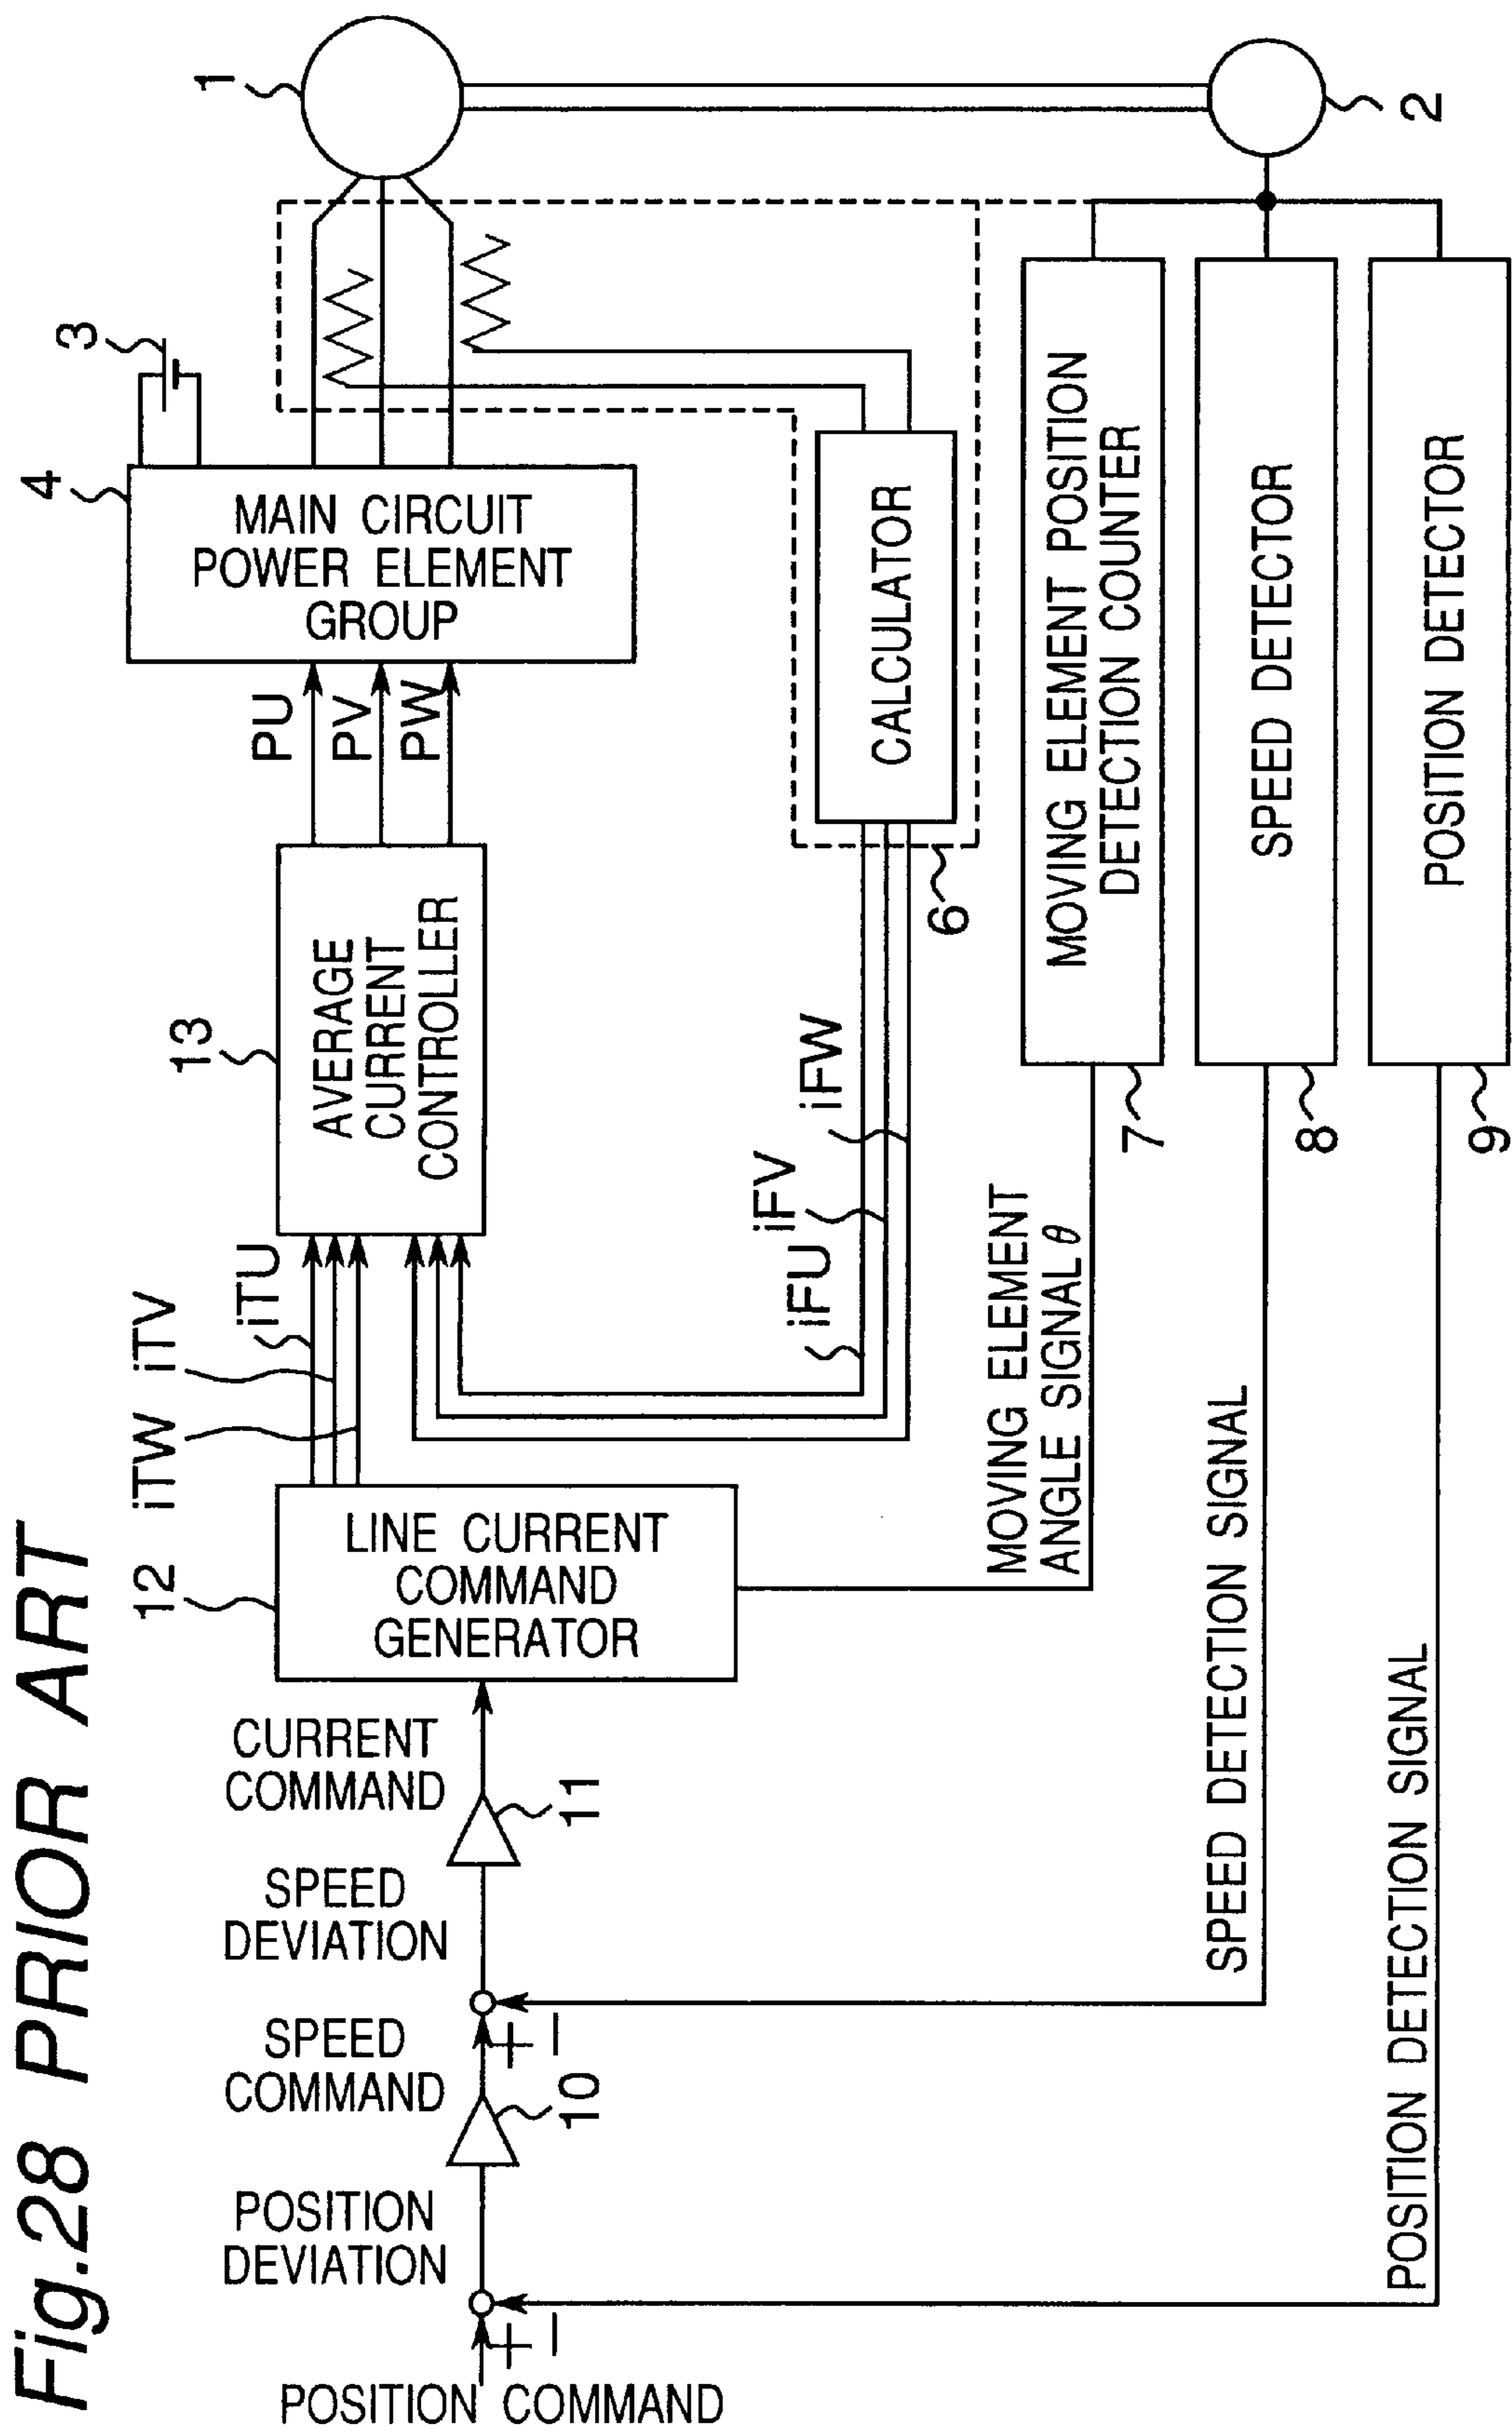 Fig.28 PRIOR ART
POSITION COMMAND
+
−
POSITION
DEVIATION
10
SPEED
COMMAND
+
−
SPEED
DEVIATION
11
CURRENT
COMMAND
12
LINE CURRENT
COMMAND
GENERATOR
iTW
iTV
iTU
13
AVERAGE
CURRENT
CONTROLLER
PU
PV
PW
4
MAIN CIRCUIT
POWER ELEMENT
GROUP
3
1
2
iFU
iFV
iFW
6
CALCULATOR
MOVING ELEMENT
ANGLE SIGNAL θ
7
MOVING ELEMENT POSITION
DETECTION COUNTER
SPEED DETECTION SIGNAL
8
SPEED DETECTOR
POSITION DETECTION SIGNAL
9
POSITION DETECTOR